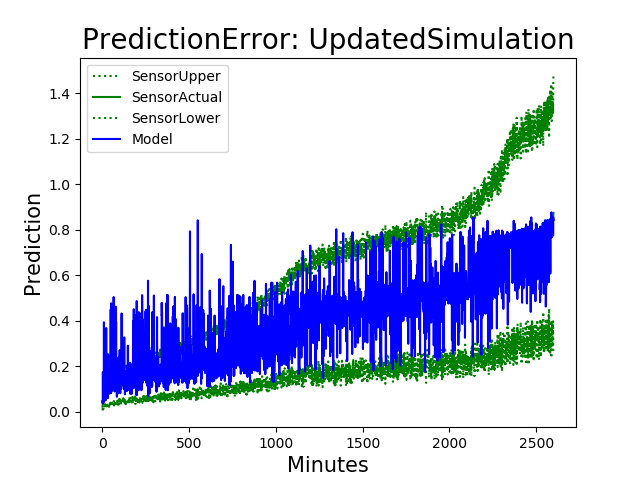 PredictionError: UpdatedSimulation
SensorUpper
SensorActual
SensorLower
Model
Prediction
1.4
1.2
1.0
0.8
0.6
0.4
0.2
0.0
0 500 1000 1500 2000 2500
Minutes